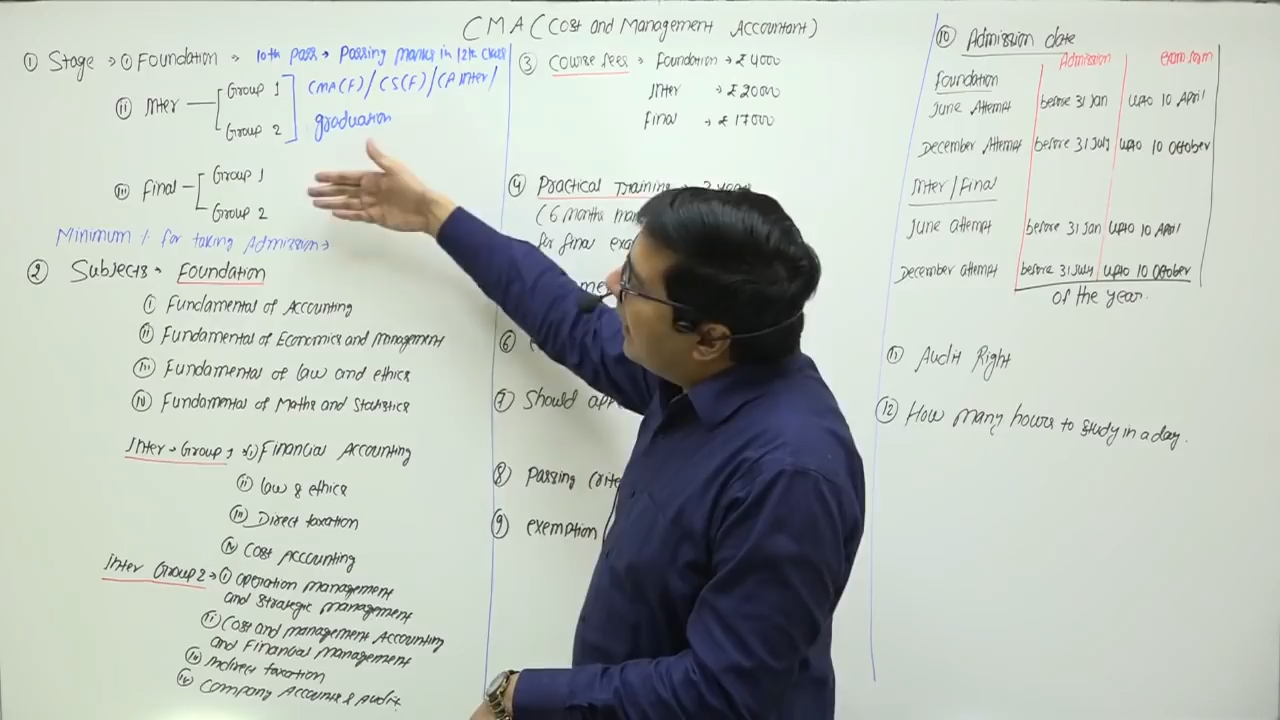 CMA (Cost and Management Accountant)
① Stage → ① Foundation → 10th pass → Passing marks in 12th class
ⅱ Inter — Group 1
Group 2
CMA(F)/CS(F)/CA Inter/
graduation
ⅲ Final — Group 1
Group 2
Minimum % for taking Admission →
② Subjects → Foundation
ⅰ Fundamental of Accounting
ⅱ Fundamental of Economics and Management
ⅲ Fundamental of law and ethics
ⅳ Fundamental of Maths and Statistics
Inter → Group 1 → ⅰ) Financial Accounting
ⅱ law & ethics
ⅲ Direct taxation
ⅳ Cost Accounting
Inter Group 2 → ① Operation management
and Strategic management
ⅱ Cost and management Accounting
and Financial Management
Indirect taxation
Company Accounts & Audit
③ Course fees → Foundation → ₹ 4000
Inter → ₹ 20000
Final → ₹ 17000
④ Practical Training
(6 months
for final
⑥
⑦ Should
⑧ Passing
⑨ exemption
⑩ Admission date
Admission exam form
Foundation
June Attempt before 31 Jan upto 10 April
December Attempt before 31 July upto 10 October
Inter/Final
June attempt before 31 Jan upto 10 April
December attempt before 31 July upto 10 October
of the year.
⑪ Audit Right
⑫ How many hours to study in a day.